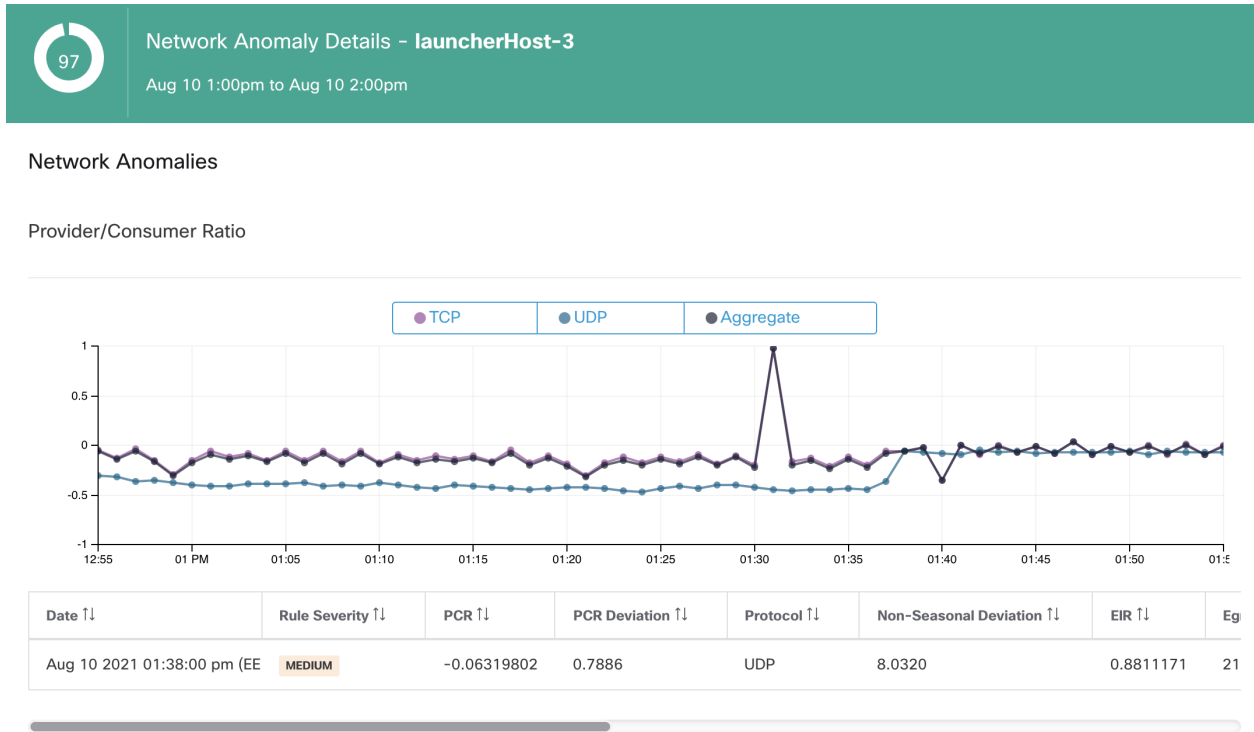 97
Network Anomaly Details - launcherHost-3
Aug 10 1:00pm to Aug 10 2:00pm
Network Anomalies
Provider/Consumer Ratio
TCP UDP Aggregate
1
0.5
0
-0.5
-1
12:55 01 PM 01:05 01:10 01:15 01:20 01:25 01:30 01:35 01:40 01:45 01:50 01:5
Date ↑↓ Rule Severity ↑↓ PCR ↑↓ PCR Deviation ↑↓ Protocol ↑↓ Non-Seasonal Deviation ↑↓ EIR ↑↓ Eg
Aug 10 2021 01:38:00 pm (EE MEDIUM -0.06319802 0.7886 UDP 8.0320 0.8811171 21